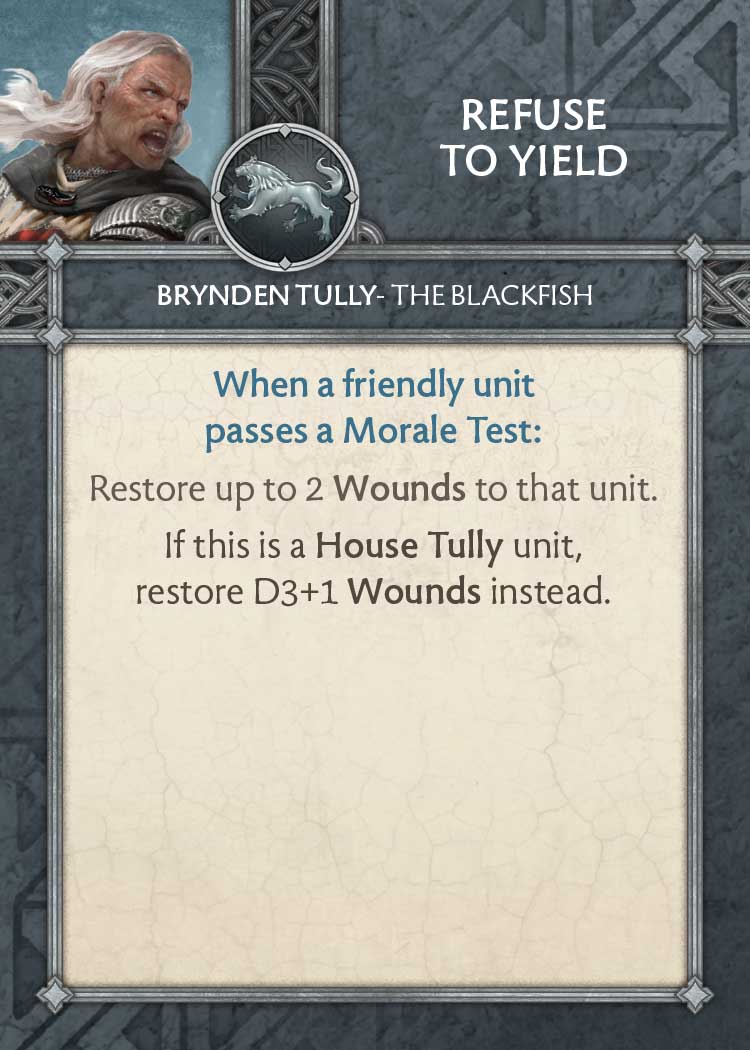 REFUSE
TO YIELD
BRYNDEN TULLY- THE BLACKFISH
When a friendly unit
passes a Morale Test:
Restore up to 2 Wounds to that unit.
If this is a House Tully unit,
restore D3+1 Wounds instead.